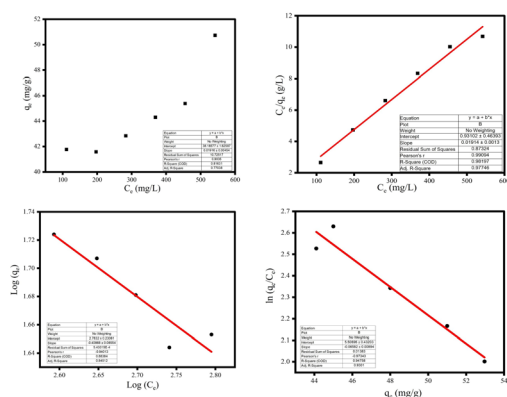 52
50
48
46
44
42
40
qe (mg/g)
100 200 300 400 500 600
Ce (mg/L)
Equation y = a + b*x
Plot B
Weight No Weighting
Intercept
Slope
Residual Sum of Squares
Pearson's r
R-Square (COD)
Adj. R-Square
12
10
8
6
4
2
Ce/qe (g/L)
100 200 300 400 500 600
Ce (mg/L)
Equation y = a + b*x
Plot B
Weight No Weighting
Intercept 0.93102 ± 0.46393
Slope 0.01914 ± 0.0013
Residual Sum of Squares 0.87324
Pearson's r 0.99094
R-Square (COD) 0.98197
Adj. R-Square 0.97746
1.74
1.72
1.70
1.68
1.66
1.64
Log (qe)
2.60 2.65 2.70 2.75 2.80
Log (Ce)
Equation y = a + b*x
Plot B
Weight No Weighting
Intercept
Slope
Residual Sum of Squares
Pearson's r
R-Square (COD)
Adj. R-Square
2.7
2.6
2.5
2.4
2.3
2.2
2.1
2.0
ln (qe/Ce)
44 46 48 50 52
qe (mg/g)
Equation y = a + b*x
Plot B
Weight No Weighting
Intercept
Slope
Residual Sum of Squares
Pearson's r
R-Square (COD)
Adj. R-Square